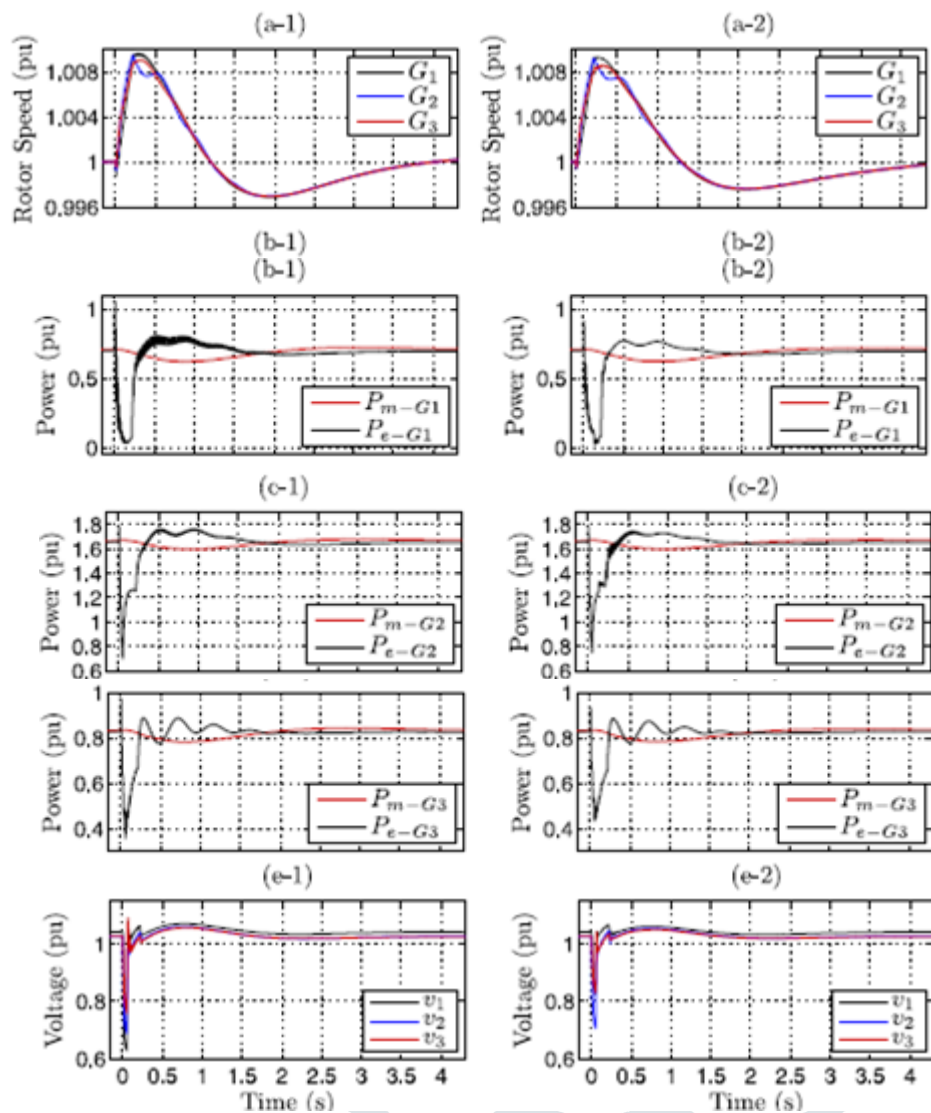 (a-1)
(a-2)
Rotor Speed (pu)
1.008
1.004
1
0.996
G1
G2
G3
Rotor Speed (pu)
1.008
1.004
1
0.996
G1
G2
G3
(b-1)
(b-2)
(b-1)
(b-2)
Power (pu)
1
0.5
0
Pm−G1
Pe−G1
Power (pu)
1
0.5
0
Pm−G1
Pe−G1
(c-1)
(c-2)
Power (pu)
1.8
1.6
1.4
1.2
1
0.8
0.6
Pm−G2
Pe−G2
Power (pu)
1.8
1.6
1.4
1.2
1
0.8
0.6
Pm−G2
Pe−G2
Power (pu)
1
0.8
0.6
0.4
Pm−G3
Pe−G3
Power (pu)
1
0.8
0.6
0.4
Pm−G3
Pe−G3
(e-1)
(e-2)
Voltage (pu)
1
0.8
0.6
v1
v2
v3
0 0.5 1 1.5 2 2.5 3 3.5 4
Time (s)
Voltage (pu)
1
0.8
0.6
v1
v2
v3
0 0.5 1 1.5 2 2.5 3 3.5 4
Time (s)